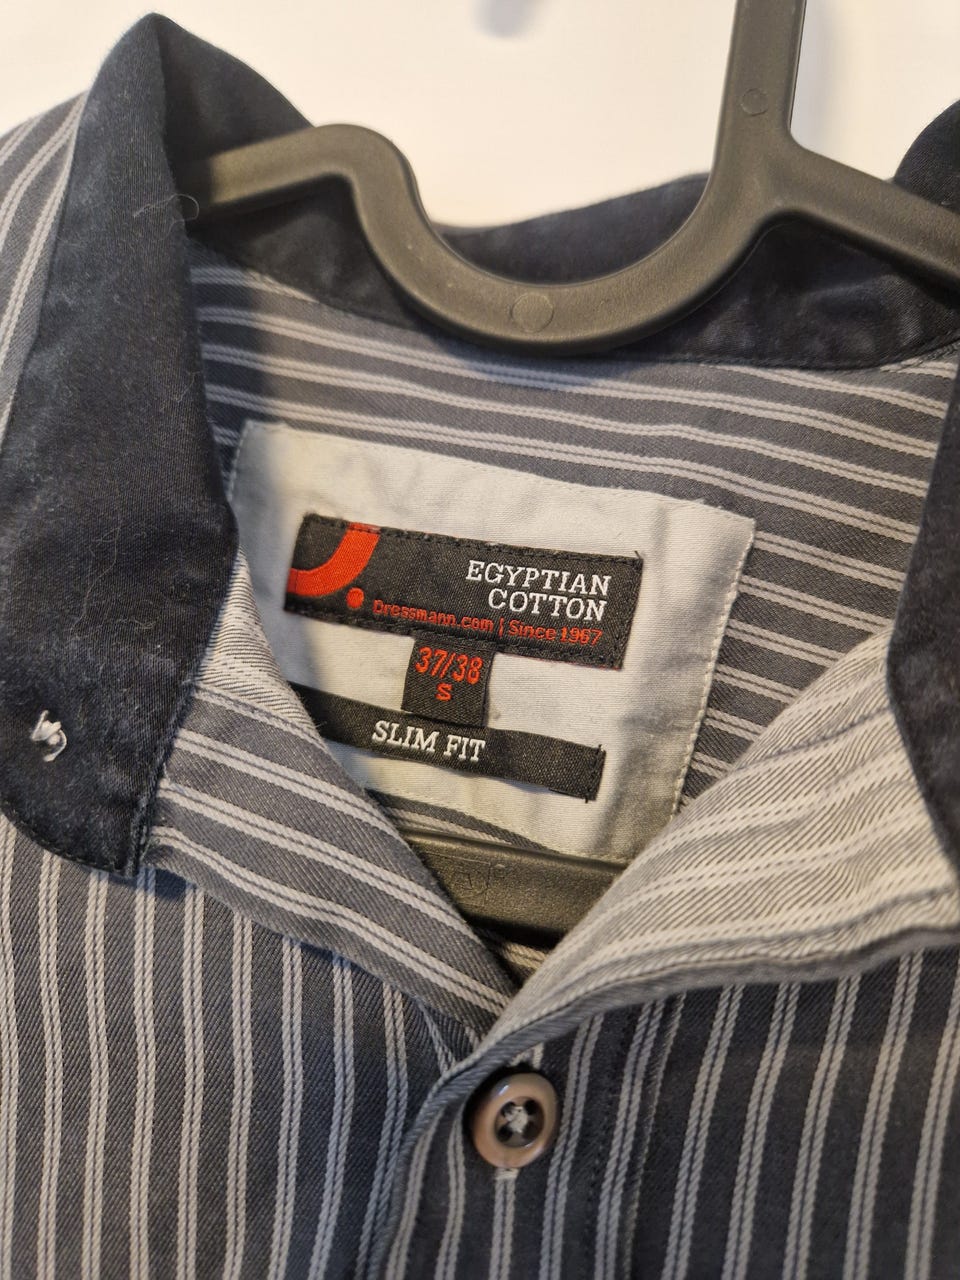 EGYPTIAN
COTTON
Dressmann.com | Since 1967
37/38
S
SLIM FIT